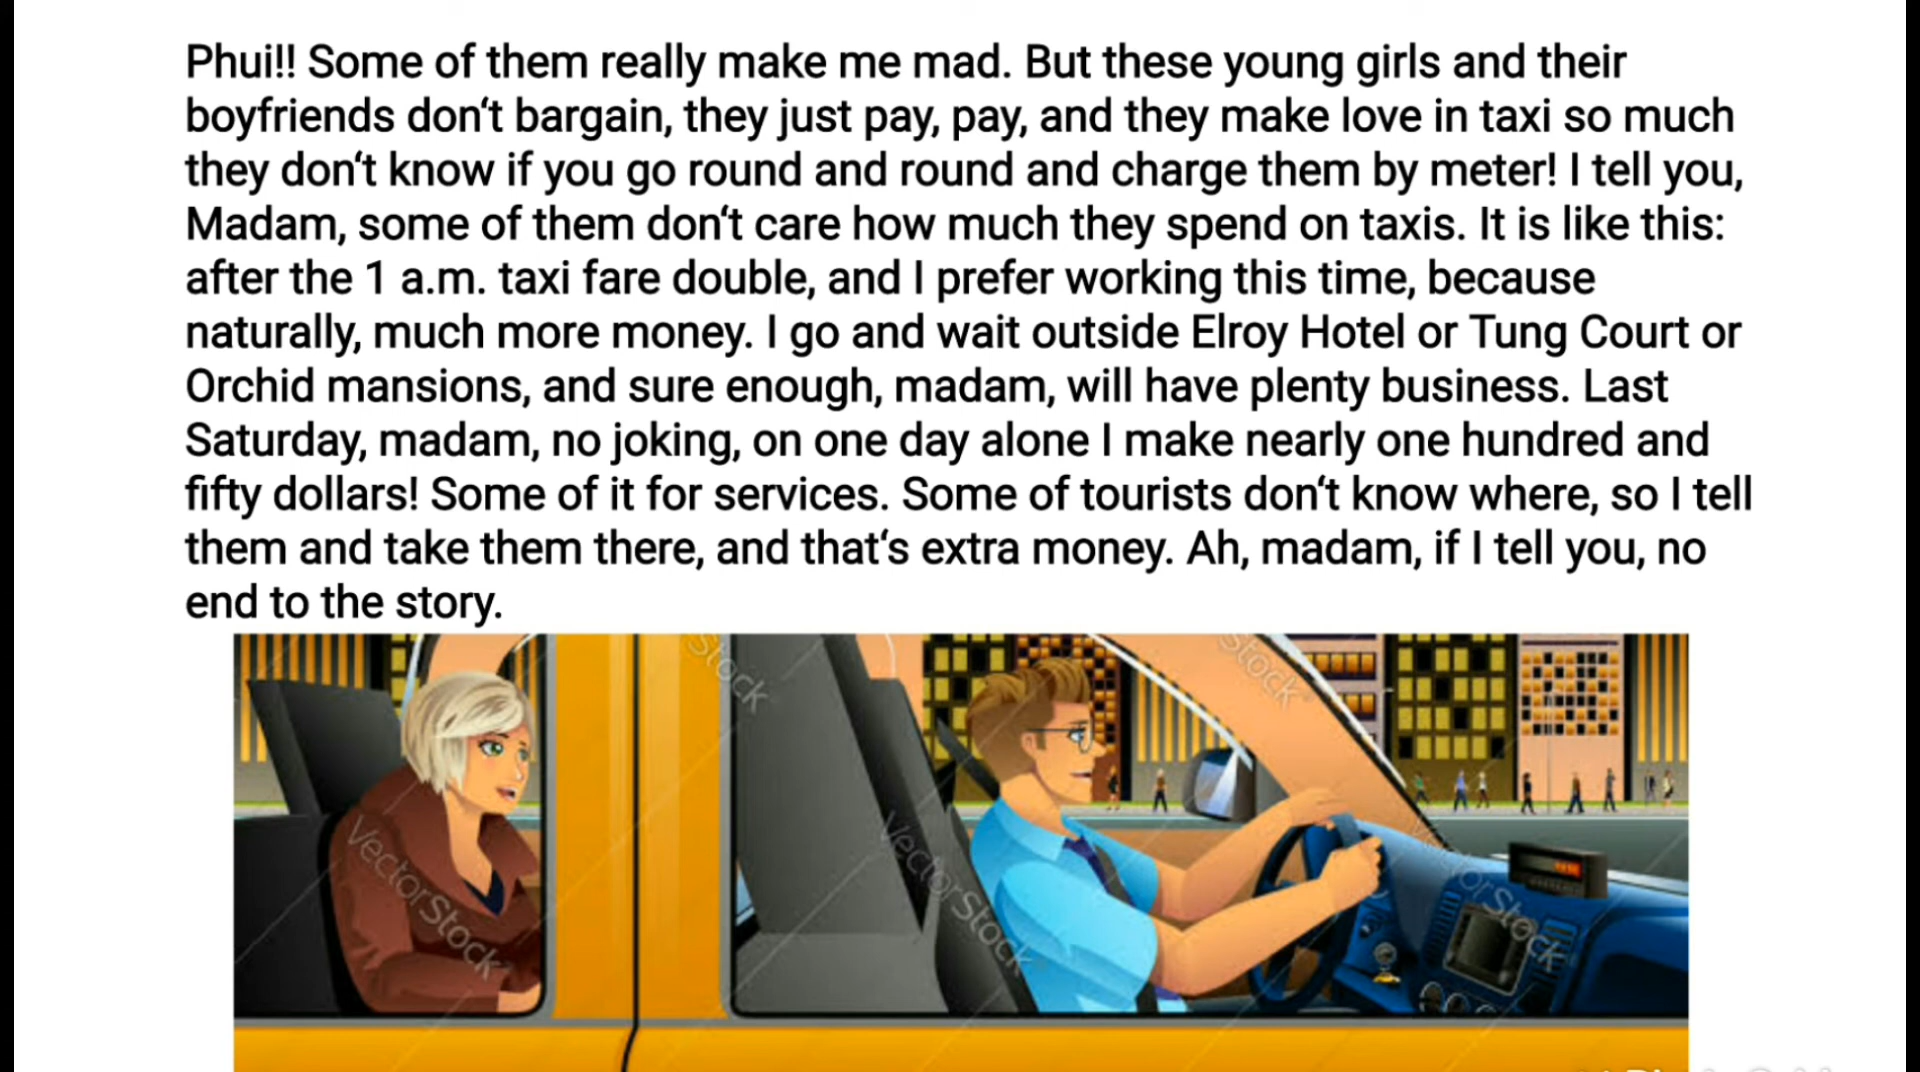 Phui!! Some of them really make me mad. But these young girls and their
boyfriends don‘t bargain, they just pay, pay, and they make love in taxi so much
they don‘t know if you go round and round and charge them by meter! I tell you,
Madam, some of them don‘t care how much they spend on taxis. It is like this:
after the 1 a.m. taxi fare double, and I prefer working this time, because
naturally, much more money. I go and wait outside Elroy Hotel or Tung Court or
Orchid mansions, and sure enough, madam, will have plenty business. Last
Saturday, madam, no joking, on one day alone I make nearly one hundred and
fifty dollars! Some of it for services. Some of tourists don‘t know where, so I tell
them and take them there, and that‘s extra money. Ah, madam, if I tell you, no
end to the story.
Stock
Stock
VectorStock
VectorStock
VectorStock